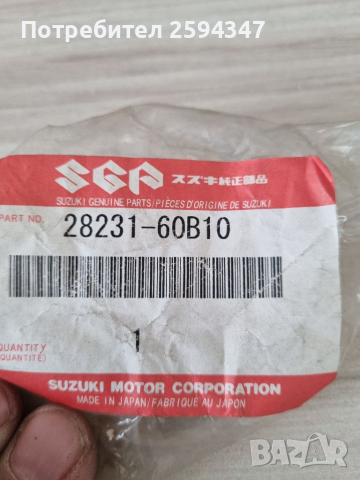 Потребител 2594347
SGP スズキ純正部品
SUZUKI GENUINE PARTS/PIÈCES D'ORIGINE DE SUZUKI
PART NO. 28231-60B10
QUANTITY
(QUANTITÉ) 1
SUZUKI MOTOR CORPORATION
MADE IN JAPAN/FABRIQUÉ AU JAPON
BAZAR